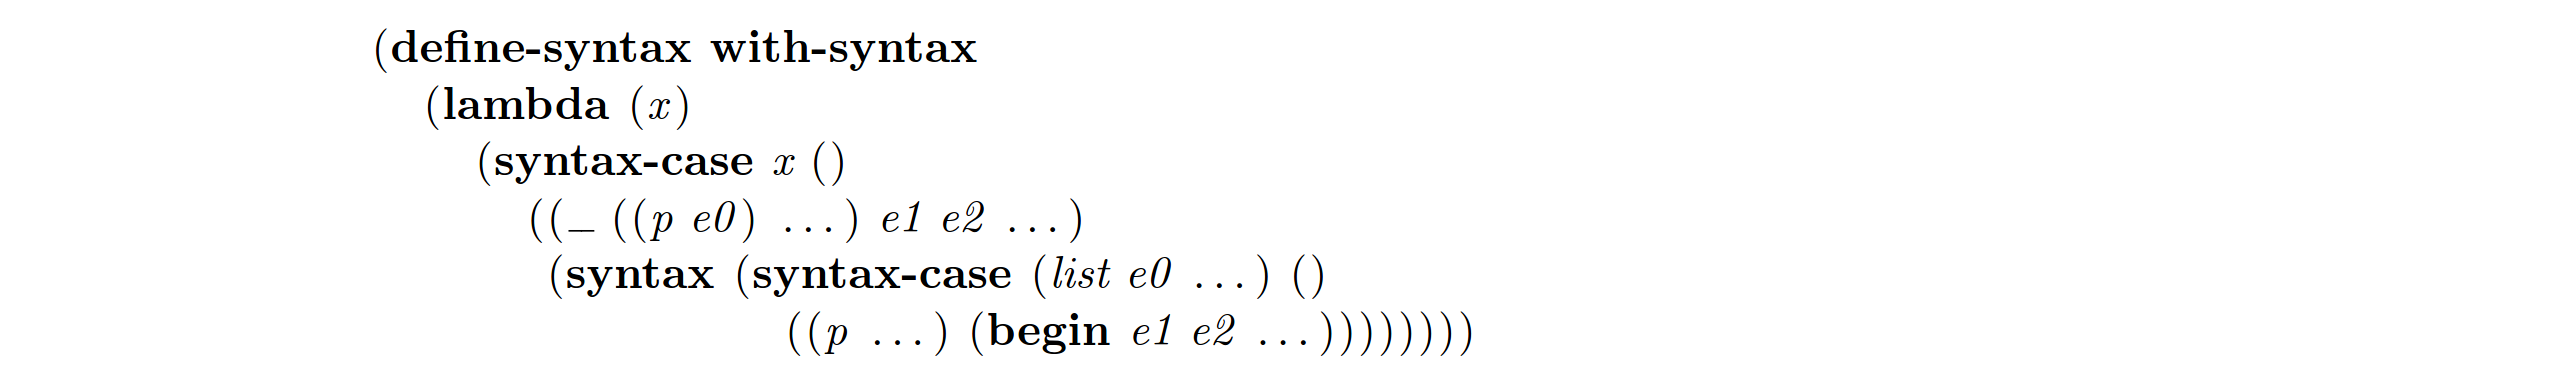 (define-syntax with-syntax
(lambda (x)
(syntax-case x ()
((_ ((p e0) ...) e1 e2 ...)
(syntax (syntax-case (list e0 ...) ()
((p ...) (begin e1 e2 ...))))))))